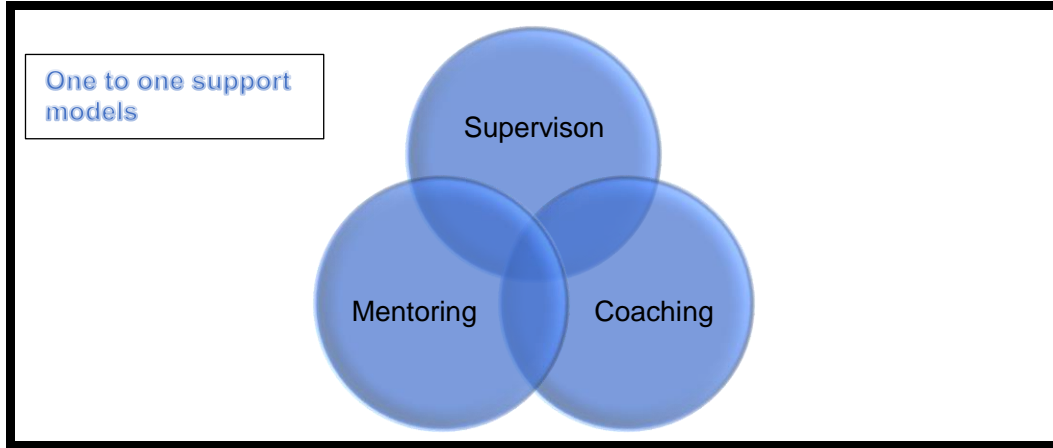 One to one support
models
Supervison
Mentoring
Coaching